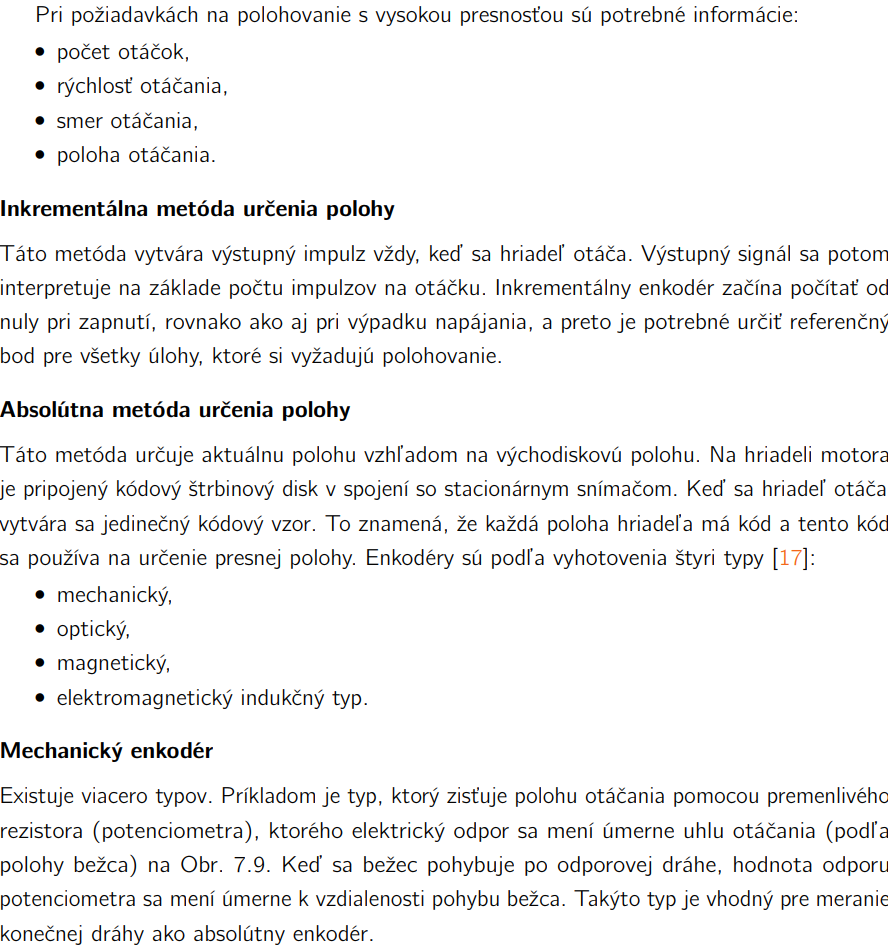 Pri požiadavkách na polohovanie s vysokou presnosťou sú potrebné informácie:
• počet otáčok,
• rýchlosť otáčania,
• smer otáčania,
• poloha otáčania.
Inkrementálna metóda určenia polohy
Táto metóda vytvára výstupný impulz vždy, keď sa hriadeľ otáča. Výstupný signál sa potom
interpretuje na základe počtu impulzov na otáčku. Inkrementálny enkodér začína počítať od
nuly pri zapnutí, rovnako ako aj pri výpadku napájania, a preto je potrebné určiť referenčný
bod pre všetky úlohy, ktoré si vyžadujú polohovanie.
Absolútna metóda určenia polohy
Táto metóda určuje aktuálnu polohu vzhľadom na východiskovú polohu. Na hriadeli motora
je pripojený kódový štrbinový disk v spojení so stacionárnym snímačom. Keď sa hriadeľ otáča
vytvára sa jedinečný kódový vzor. To znamená, že každá poloha hriadeľa má kód a tento kód
sa používa na určenie presnej polohy. Enkodéry sú podľa vyhotovenia štyri typy [17]:
• mechanický,
• optický,
• magnetický,
• elektromagnetický indukčný typ.
Mechanický enkodér
Existuje viacero typov. Príkladom je typ, ktorý zisťuje polohu otáčania pomocou premenlivého
rezistora (potenciometra), ktorého elektrický odpor sa mení úmerne uhlu otáčania (podľa
polohy bežca) na Obr. 7.9. Keď sa bežec pohybuje po odporovej dráhe, hodnota odporu
potenciometra sa mení úmerne k vzdialenosti pohybu bežca. Takýto typ je vhodný pre meranie
konečnej dráhy ako absolútny enkodér.